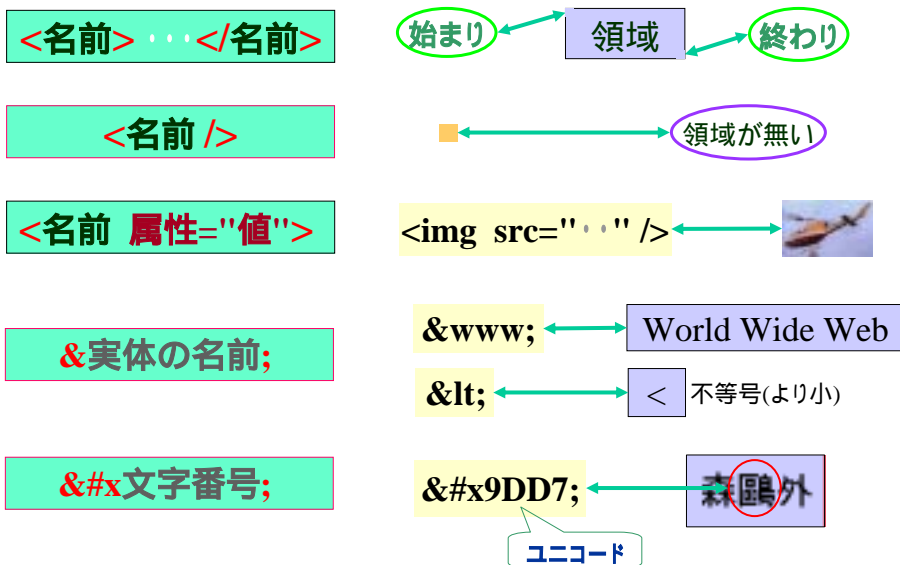 <名前> ･･･</名前> 始まり 領域 終わり
<名前 /> 領域が無い
<名前 属性="値"> <img src="･･" />
&実体の名前; &www; World Wide Web
&lt; < 不等号(より小)
&#x文字番号; &#x9DD7; 森鷗外
ユニコード